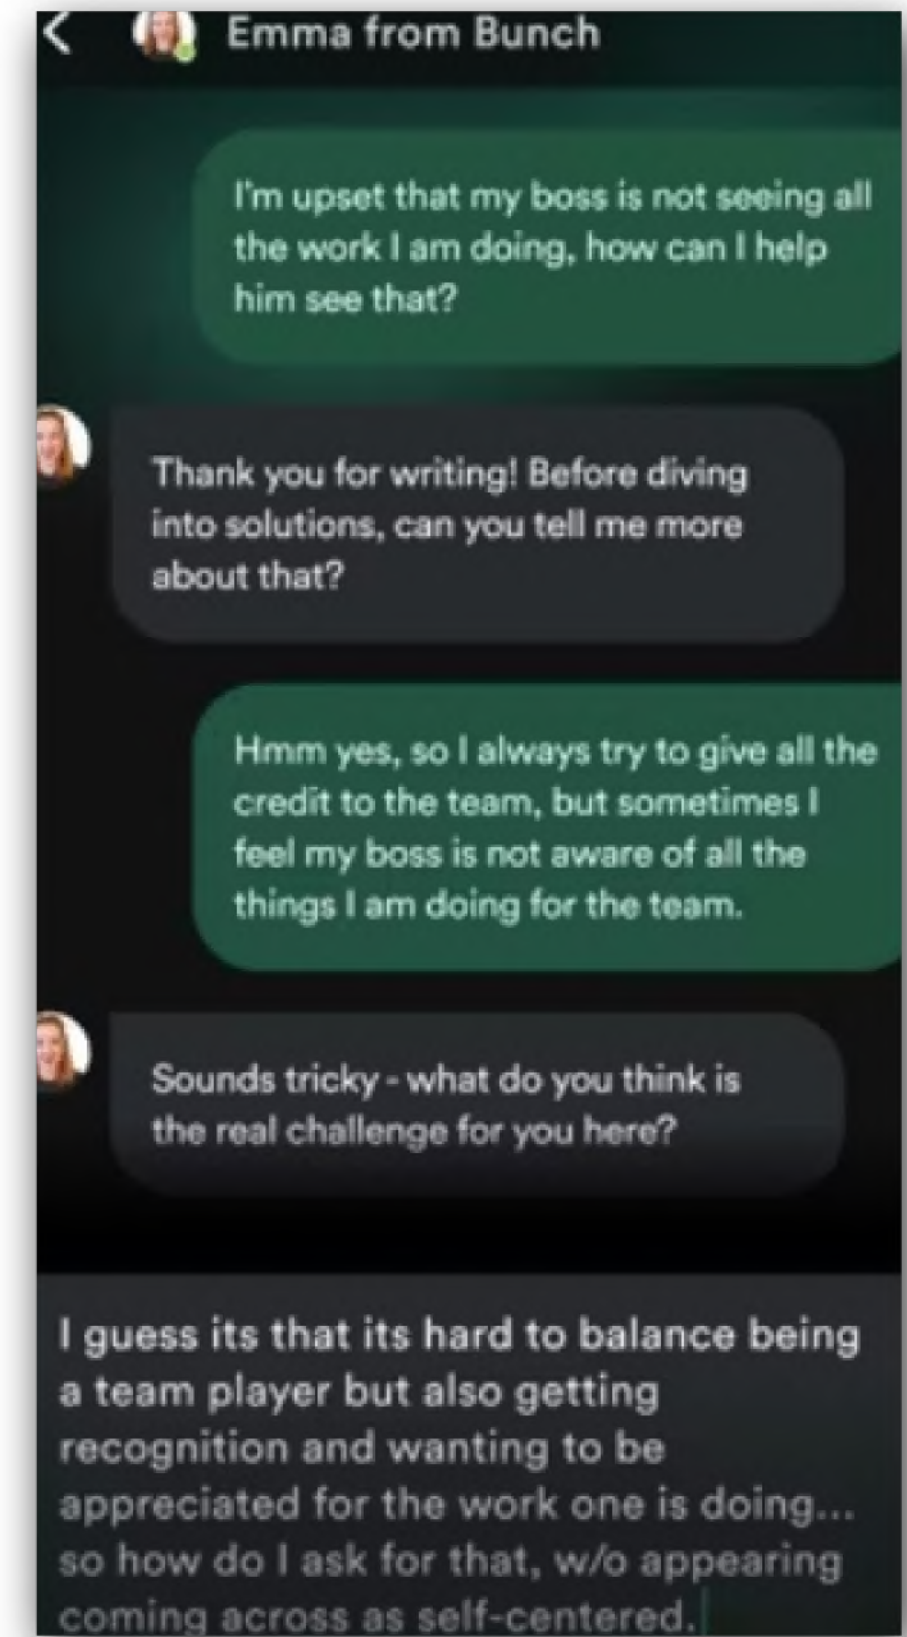 Emma from Bunch
I'm upset that my boss is not seeing all
the work I am doing, how can I help
him see that?
Thank you for writing! Before diving
into solutions, can you tell me more
about that?
Hmm yes, so I always try to give all the
credit to the team, but sometimes I
feel my boss is not aware of all the
things I am doing for the team.
Sounds tricky - what do you think is
the real challenge for you here?
I guess its that its hard to balance being
a team player but also getting
recognition and wanting to be
appreciated for the work one is doing...
so how do I ask for that, w/o appearing
coming across as self-centered.